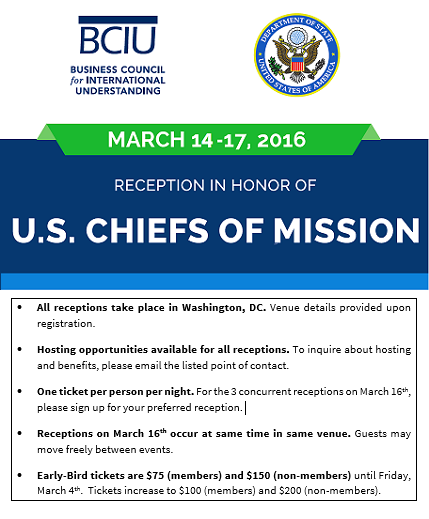 BCIU
BUSINESS COUNCIL
for INTERNATIONAL
UNDERSTANDING
DEPARTMENT OF STATE
UNITED STATES OF AMERICA
MARCH 14-17, 2016
RECEPTION IN HONOR OF
U.S. CHIEFS OF MISSION
• All receptions take place in Washington, DC. Venue details provided upon
registration.
• Hosting opportunities available for all receptions. To inquire about hosting
and benefits, please email the listed point of contact.
• One ticket per person per night. For the 3 concurrent receptions on March 16th,
please sign up for your preferred reception.
• Receptions on March 16th occur at same time in same venue. Guests may
move freely between events.
• Early-Bird tickets are $75 (members) and $150 (non-members) until Friday,
March 4th. Tickets increase to $100 (members) and $200 (non-members).